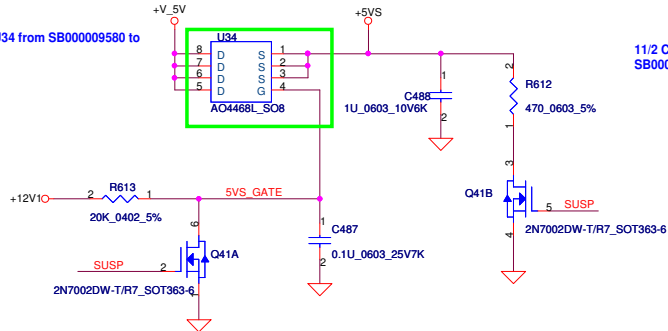 +V_5V
+5VS
J34 from SB000009580 to
11/2 C
SB000
U34
8 D S 1
7 D S 2
6 D S 3
5 D G 4
AO4468L_SO8
1
C488
1U_0603_10V6K
2
2
R612
470_0603_5%
1
+12V1
2 R613 1
20K_0402_5%
5VS_GATE
3
Q41B
5 SUSP
4
2N7002DW-T/R7_SOT363-6
6
Q41A
SUSP 2
1
2N7002DW-T/R7_SOT363-6
1
C487
0.1U_0603_25V7K
2